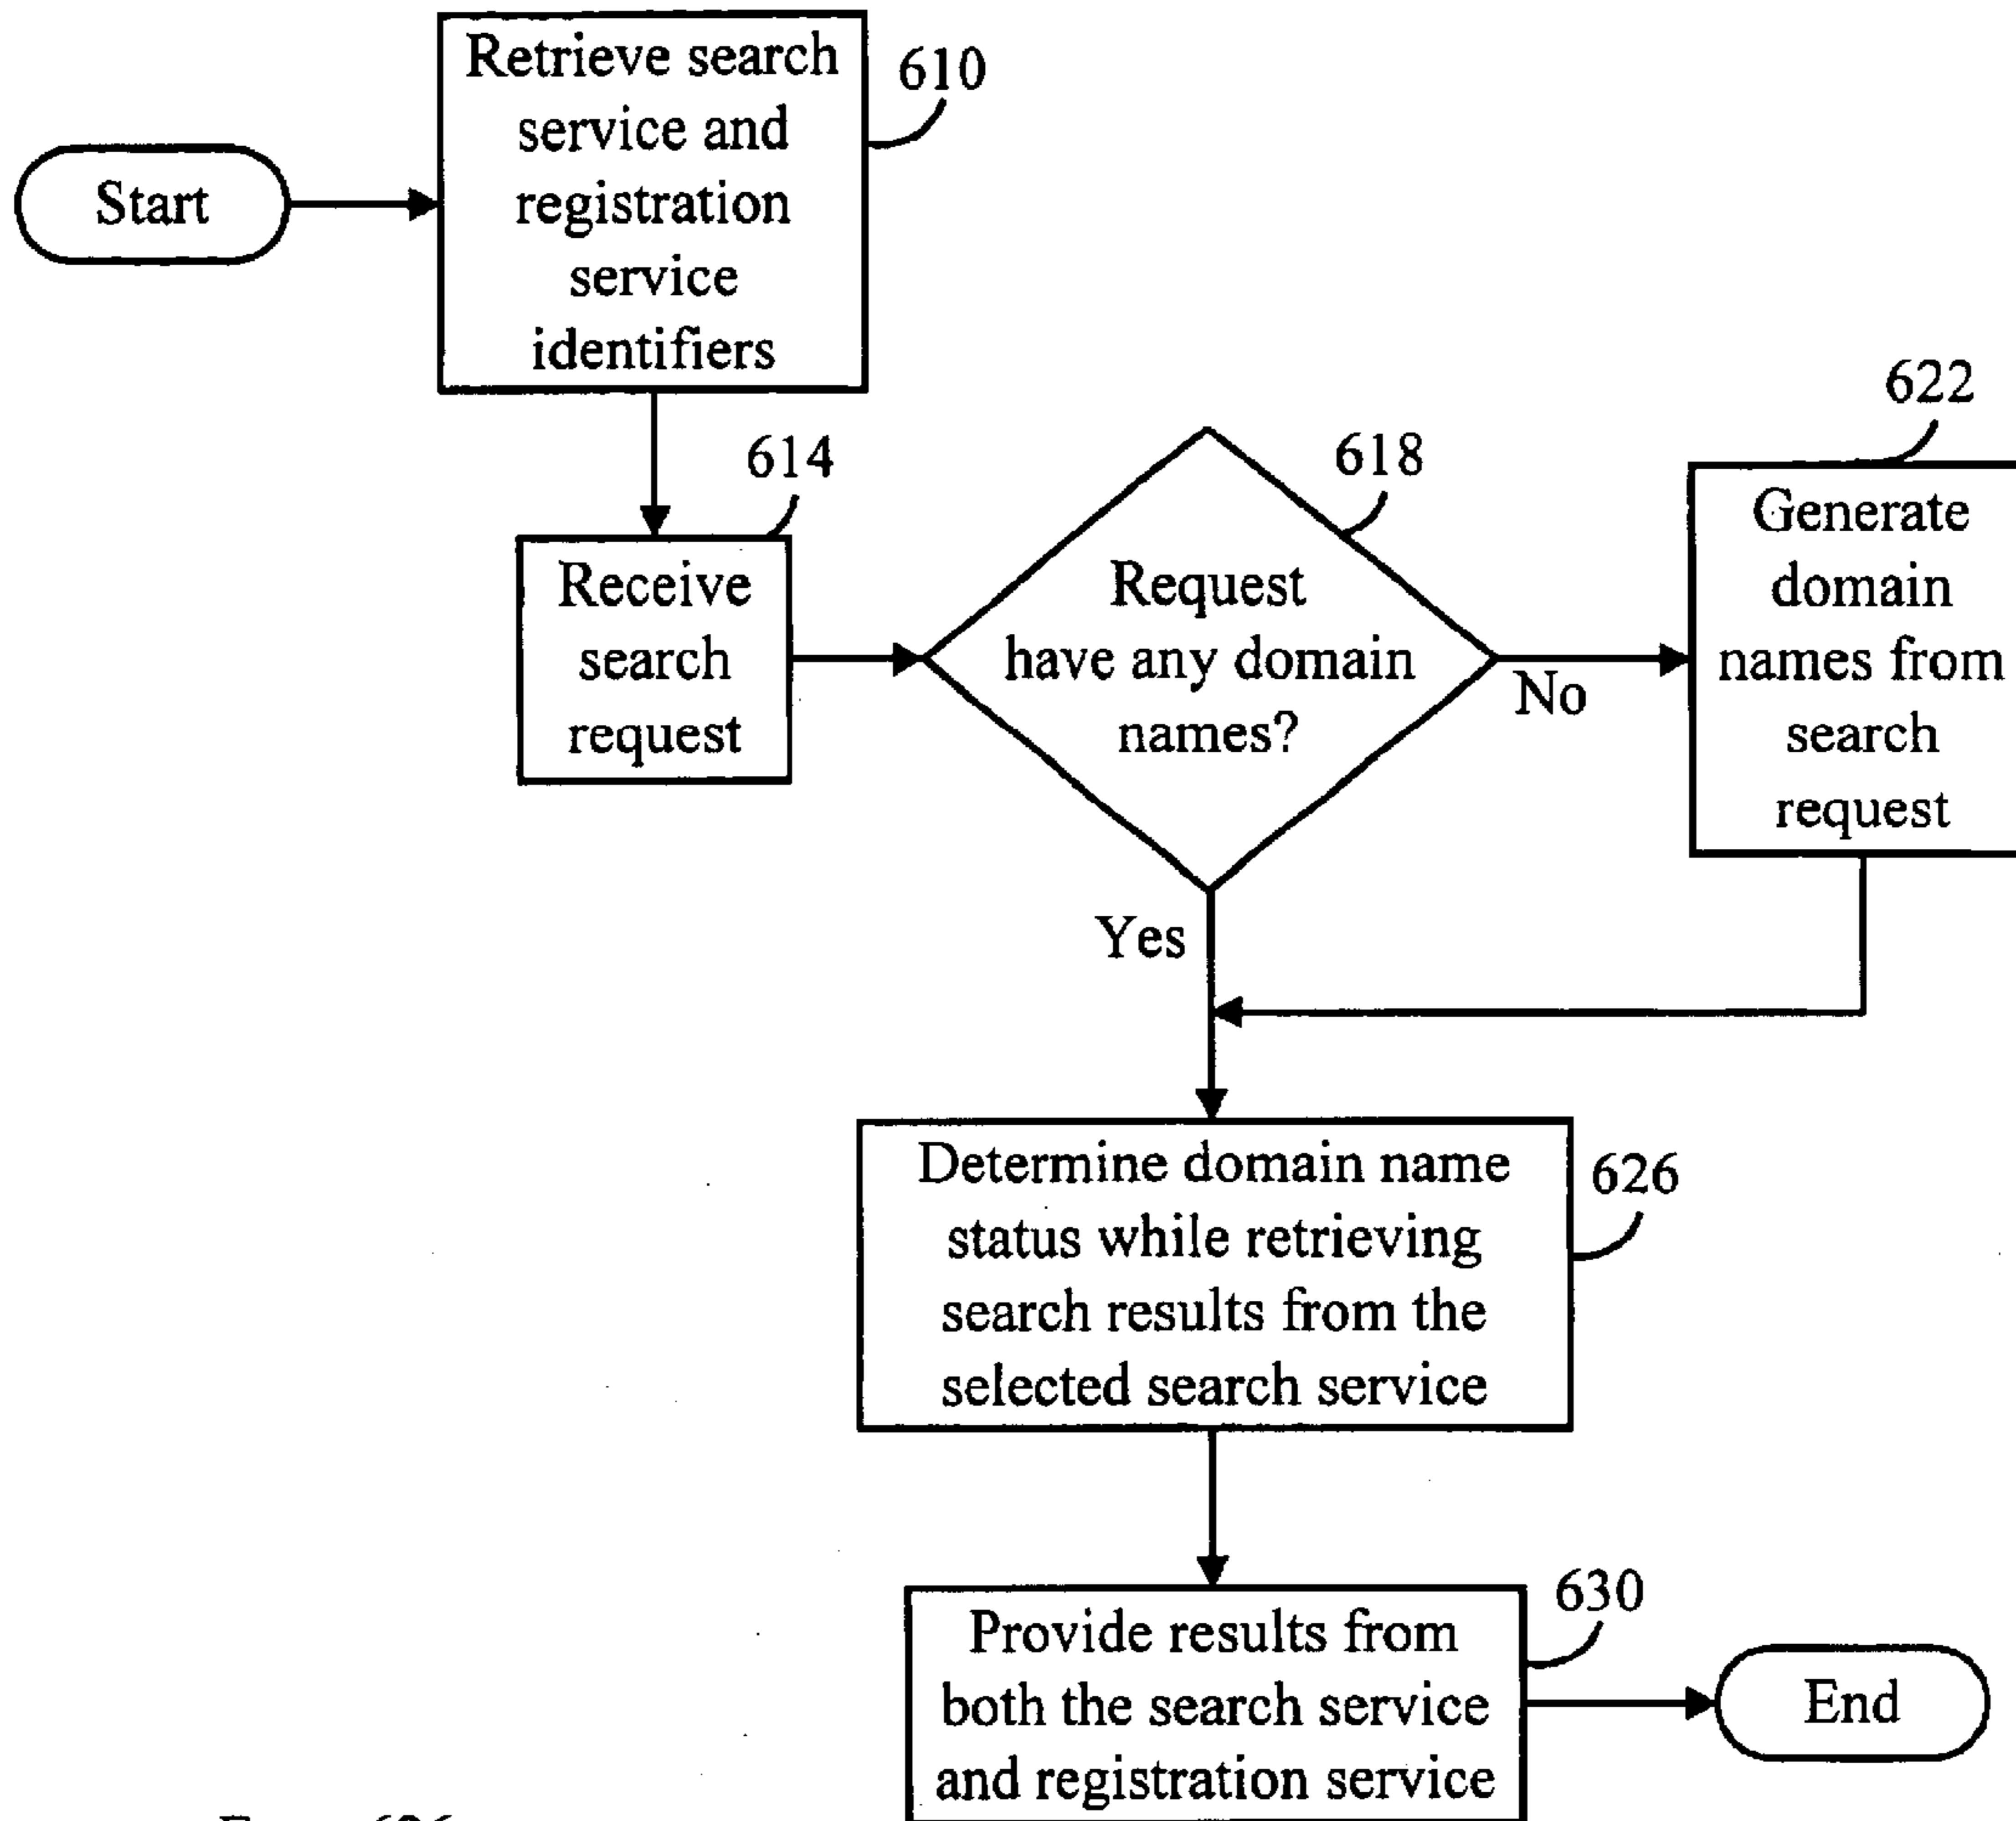 Retrieve search
service and
registration
service
identifiers
610
Start
614
Receive
search
request
618
Request
have any domain
names?
No
622
Generate
domain
names from
search
request
Yes
Determine domain name
status while retrieving
search results from the
selected search service
626
Provide results from
both the search service
and registration service
630
End